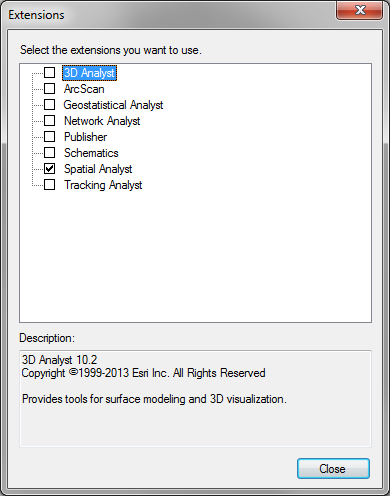 Extensions
Select the extensions you want to use.
3D Analyst
ArcScan
Geostatistical Analyst
Network Analyst
Publisher
Schematics
Spatial Analyst
Tracking Analyst
Description:
3D Analyst 10.2
Copyright ©1999-2013 Esri Inc. All Rights Reserved
Provides tools for surface modeling and 3D visualization.
Close